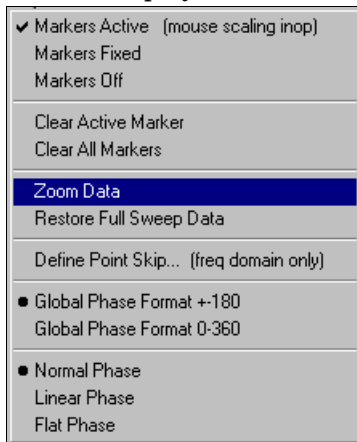 Markers Active (mouse scaling inop)
Markers Fixed
Markers Off
Clear Active Marker
Clear All Markers
Zoom Data
Restore Full Sweep Data
Define Point Skip... (freq domain only)
Global Phase Format +-180
Global Phase Format 0-360
Normal Phase
Linear Phase
Flat Phase